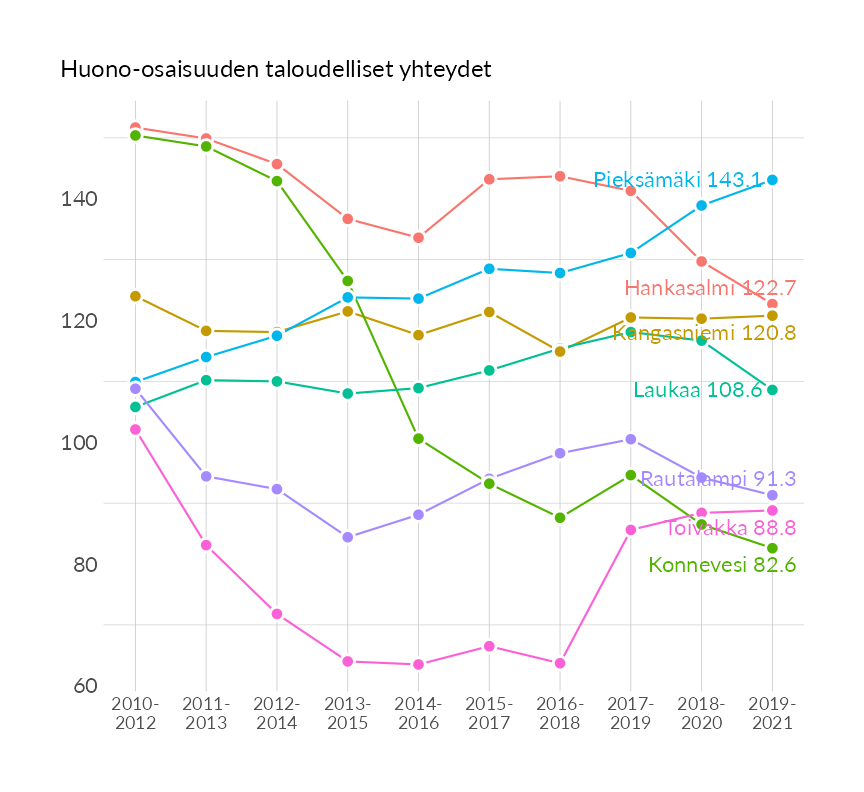 Huono-osaisuuden taloudelliset yhteydet
Pieksämäki 143.1
140
Hankasalmi 122.7
120
Kangasniemi 120.8
Laukaa 108.6
100
Rautalampi 91.3
Toivakka 88.8
80
Konnevesi 82.6
60
2010- 2011- 2012- 2013- 2014- 2015- 2016- 2017- 2018- 2019-
2012 2013 2014 2015 2016 2017 2018 2019 2020 2021